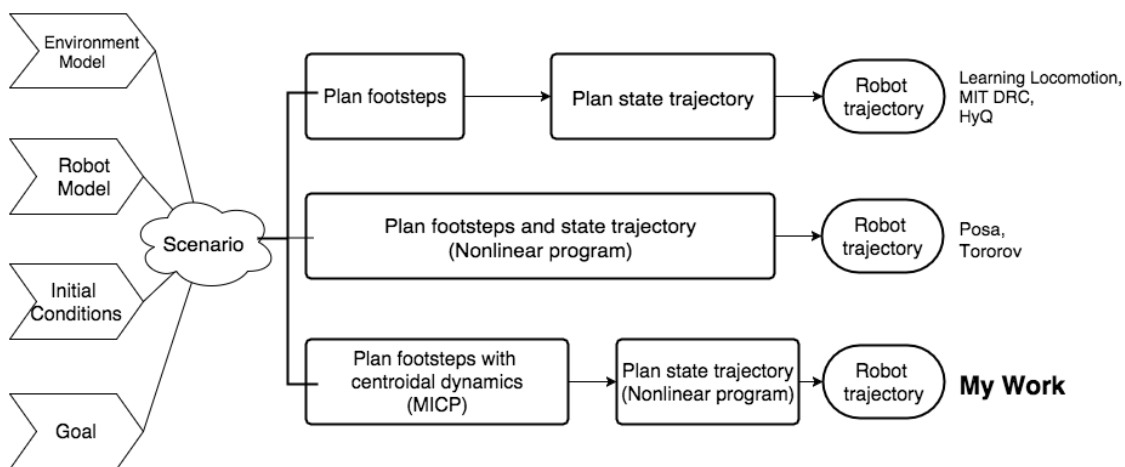 Environment
Model
Robot
Model
Initial
Conditions
Goal
Scenario
Plan footsteps
Plan state trajectory
Robot
trajectory
Learning Locomotion,
MIT DRC,
HyQ
Plan footsteps and state trajectory
(Nonlinear program)
Robot
trajectory
Posa,
Tororov
Plan footsteps with
centroidal dynamics
(MICP)
Plan state trajectory
(Nonlinear program)
Robot
trajectory
My Work